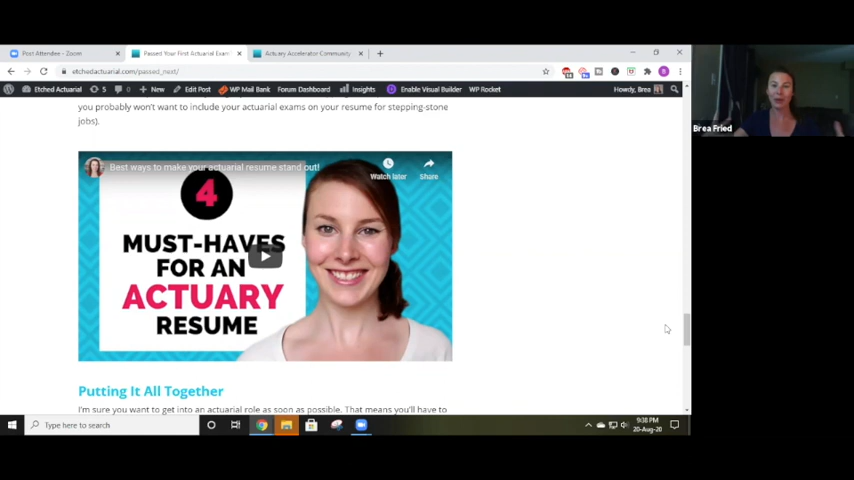 Post Attendee - Zoom
Passed Your First Actuarial Exam
Actuary Accelerator Community
etchedactuarial.com/passed_next/
Etched Actuarial 5 0 New Edit Post WP Mail Bank Forum Dashboard Insights Enable Visual Builder WP Rocket Howdy, Brea
Brea Fried
you probably won't want to include your actuarial exams on your resume for stepping-stone
jobs).
Best ways to make your actuarial resume stand out!
Watch later
Share
4
MUST-HAVES
FOR AN
ACTUARY
RESUME
Putting It All Together
I'm sure you want to get into an actuarial role as soon as possible. That means you'll have to
Type here to search
9:38 PM
20-Aug-20